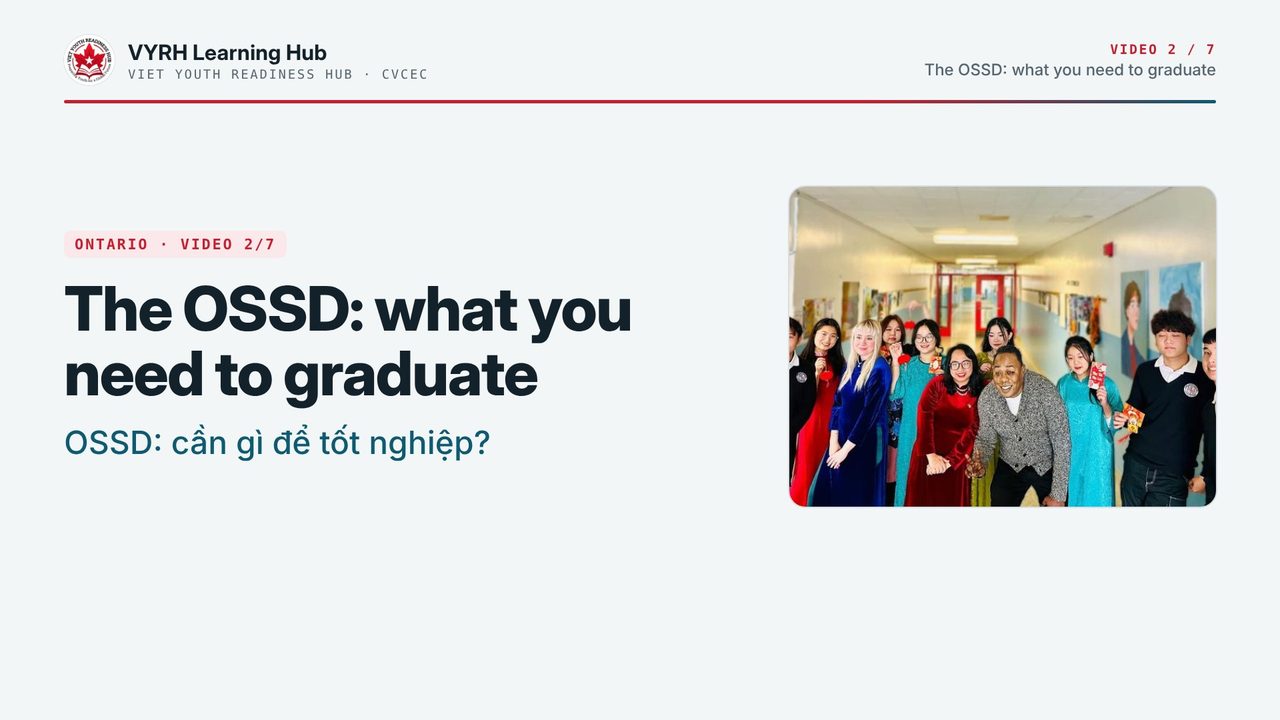 VYRH Learning Hub
VIET YOUTH READINESS HUB · CVCEC
VIDEO 2 / 7
The OSSD: what you need to graduate
ONTARIO · VIDEO 2/7
The OSSD: what you
need to graduate
OSSD: cần gì để tốt nghiệp?